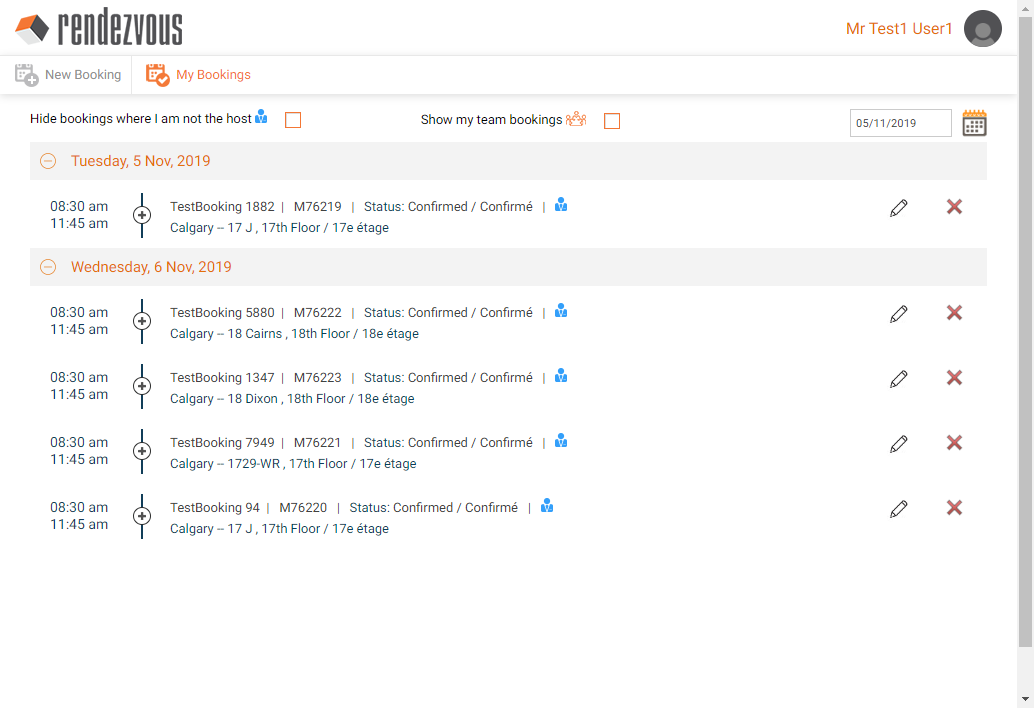 rendezvous
Mr Test1 User1
New Booking
My Bookings
Hide bookings where I am not the host
Show my team bookings
05/11/2019
Tuesday, 5 Nov, 2019
08:30 am
11:45 am
TestBooking 1882 | M76219 | Status: Confirmed / Confirmé |
Calgary -- 17 J , 17th Floor / 17e étage
Wednesday, 6 Nov, 2019
08:30 am
11:45 am
TestBooking 5880 | M76222 | Status: Confirmed / Confirmé |
Calgary -- 18 Cairns , 18th Floor / 18e étage
08:30 am
11:45 am
TestBooking 1347 | M76223 | Status: Confirmed / Confirmé |
Calgary -- 18 Dixon , 18th Floor / 18e étage
08:30 am
11:45 am
TestBooking 7949 | M76221 | Status: Confirmed / Confirmé |
Calgary -- 1729-WR , 17th Floor / 17e étage
08:30 am
11:45 am
TestBooking 94 | M76220 | Status: Confirmed / Confirmé |
Calgary -- 17 J , 17th Floor / 17e étage